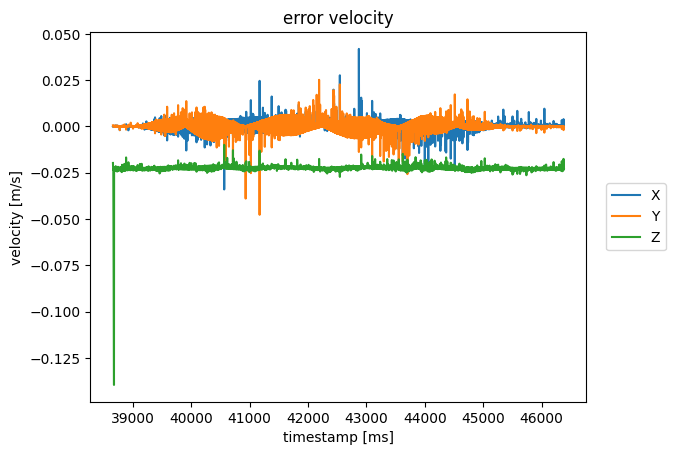 error velocity
velocity [m/s]
0.050
0.025
0.000
−0.025
−0.050
−0.075
−0.100
−0.125
39000 40000 41000 42000 43000 44000 45000 46000
timestamp [ms]
X
Y
Z